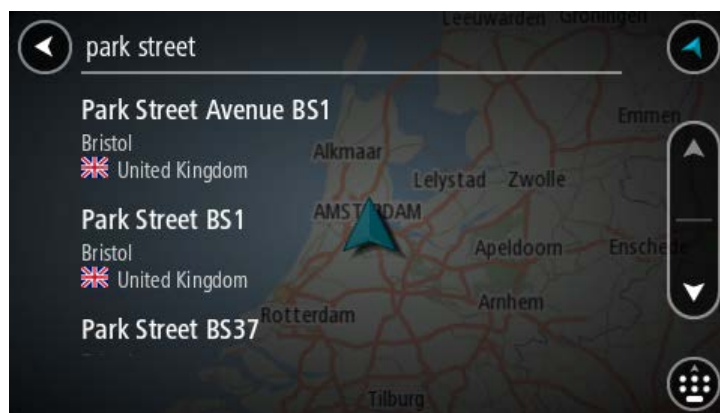 Leeuwarden Groningen
park street
Park Street Avenue BS1
Bristol
United Kingdom
Park Street BS1
Bristol
United Kingdom
Park Street BS37
Emmen
Alkmaar
Lelystad Zwolle
AMSTERDAM
Apeldoorn Enschede
Arnhem
Rotterdam
Tilburg